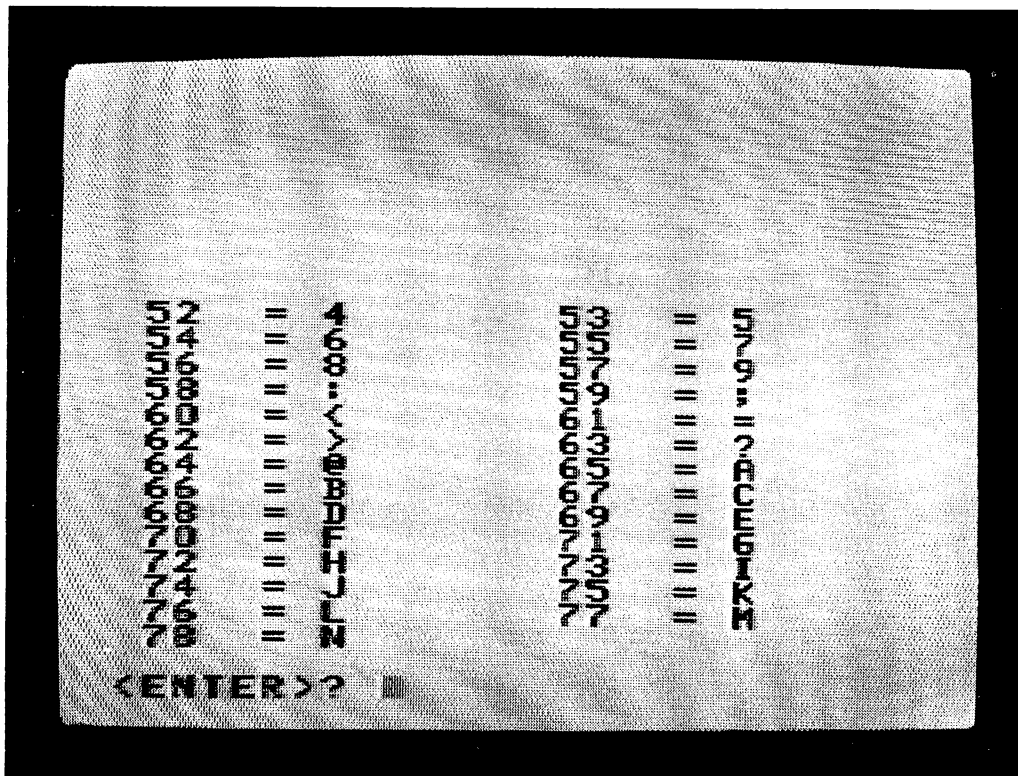 52 = 4 53 = 5
54 = 6 55 = 7
56 = 8 57 = 9
58 = : 59 = ;
60 = < 61 = =
62 = > 63 = ?
64 = @ 65 = A
66 = B 67 = C
68 = D 69 = E
70 = F 71 = G
72 = H 73 = I
74 = J 75 = K
76 = L 77 = M
78 = N
<ENTER>?